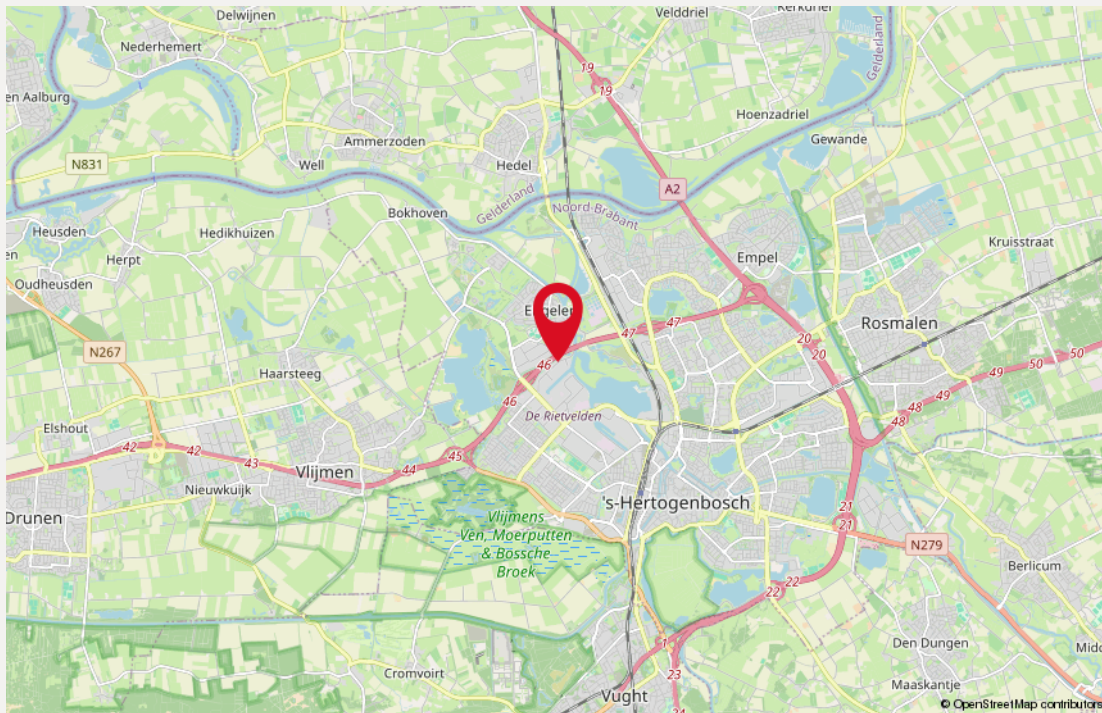 Delwijnen
Velddriel
Kerkdriel
Nederhemert
19
Gelderland
en Aalburg
19
Hoenzadriel
Ammerzoden
Gewande
N831
Well
Hedel
A2
Bokhoven
Gelderland
Noord-Brabant
Heusden
Hedikhuizen
Kruisstraat
en
Herpt
Empel
Oudheusden
Engelen
Rosmalen
47
47
20
N267
46
20
50
50
Haarsteeg
49
46
De Rietvelden
48
49
Elshout
48
42
42
43
44
45
Vlijmen
Nieuwkuijk
's-Hertogenbosch
21
Drunen
Vlijmens
Ven, Moerputten
& Bossche
Broek
21
N279
Berlicum
22
22
1
Den Dungen
Cromvoirt
23
Maaskantje
Vught
24
© OpenStreetMap contributors